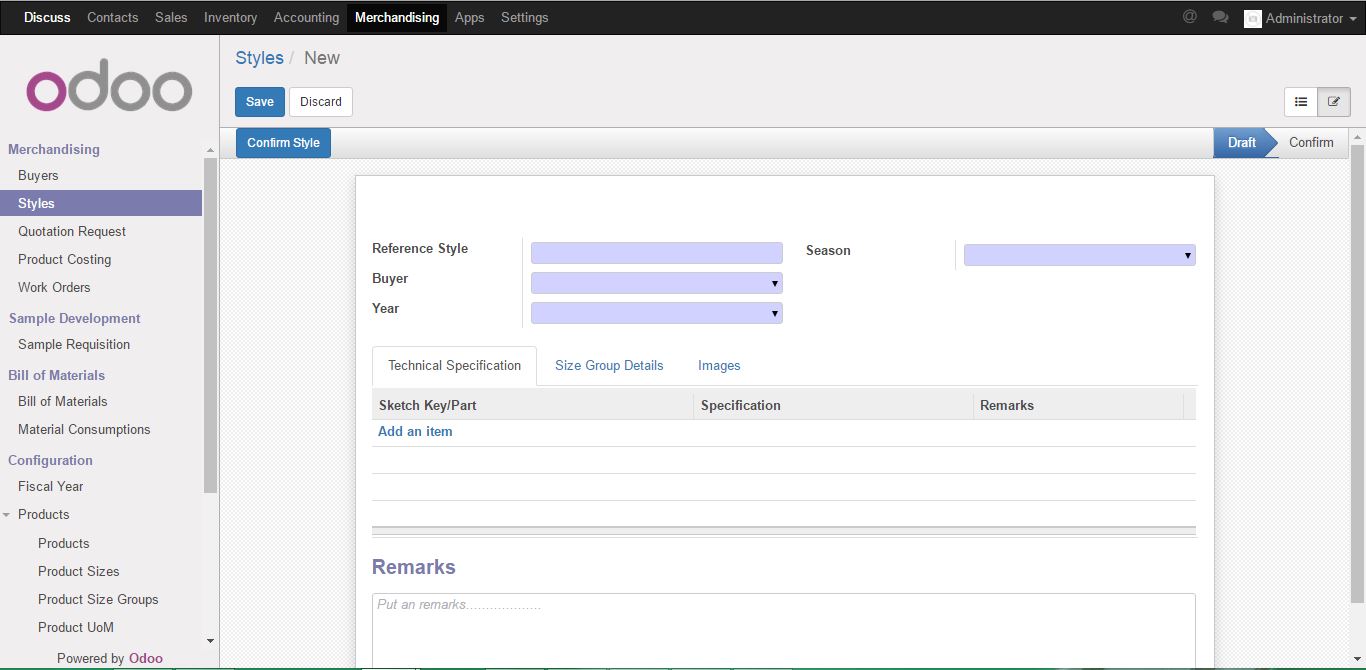 Discuss Contacts Sales Inventory Accounting Merchandising Apps Settings @ Administrator
odoo
Merchandising
Buyers
Styles
Quotation Request
Product Costing
Work Orders
Sample Development
Sample Requisition
Bill of Materials
Bill of Materials
Material Consumptions
Configuration
Fiscal Year
Products
Products
Product Sizes
Product Size Groups
Product UoM
Powered by Odoo
Styles / New
Save Discard
Confirm Style Draft Confirm
Reference Style Season
Buyer
Year
Technical Specification Size Group Details Images
Sketch Key/Part Specification Remarks
Add an item
Remarks
Put an remarks...................